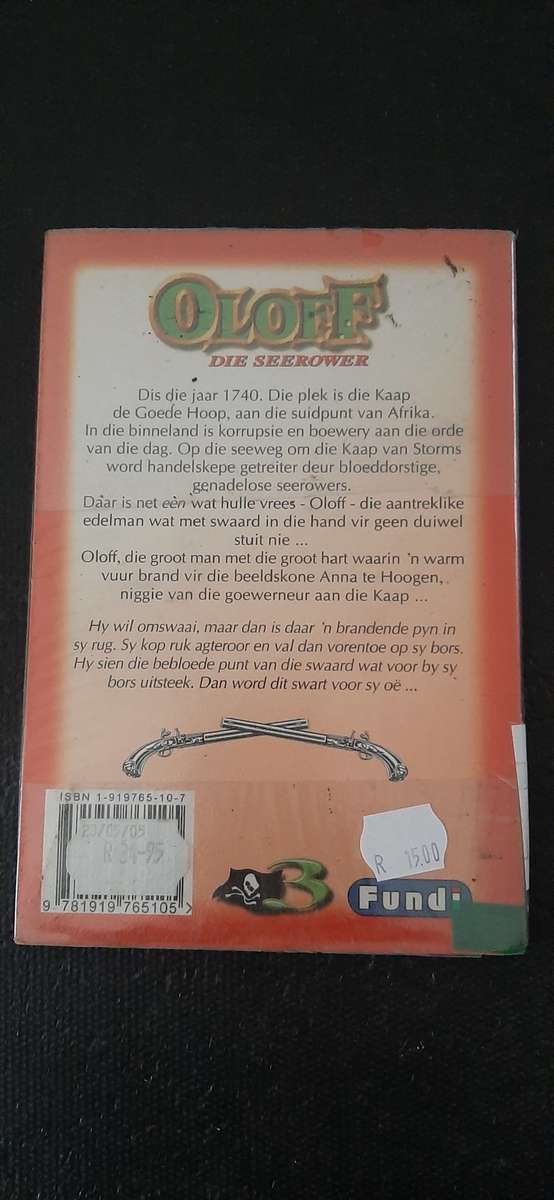 OLOFF
DIE SEEROWER
Dis die jaar 1740. Die plek is die Kaap
de Goede Hoop, aan die suidpunt van Afrika.
In die binneland is korrupsie en boewery aan die orde
van die dag. Op die seeweg om die Kaap van Storms
word handelskepe geteiter deur bloeddorstige,
genadelose seerowers.
Daar is net eèn wat hulle vrees - Oloff - die aantreklike
edelman wat met swaard in die hand vir geen duiwel
stuit nie ...
Oloff, die groot man met die groot hart waarin 'n warm
vuur brand vir die beeldskone Anna te Hoogen,
niggie van die goewerneur aan die Kaap ...
Hy wil omswaai, maar dan is daar 'n brandende pyn in
sy rug. Sy kop ruk agteroor en val dan vorentoe op sy bors.
Hy sien die bebloede punt van die swaard wat voor by sy
bors uitsteek. Dan word dit swart voor sy oë ...
ISBN 1-919765-10-7
23/05/05
R 34-95
9 781919 765105 >
3
R 15.00
Fundi